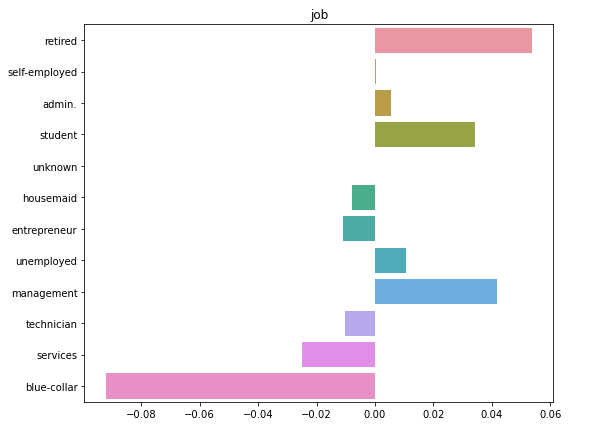 job
retired
self-employed
admin.
student
unknown
housemaid
entrepreneur
unemployed
management
technician
services
blue-collar
−0.08 −0.06 −0.04 −0.02 0.00 0.02 0.04 0.06